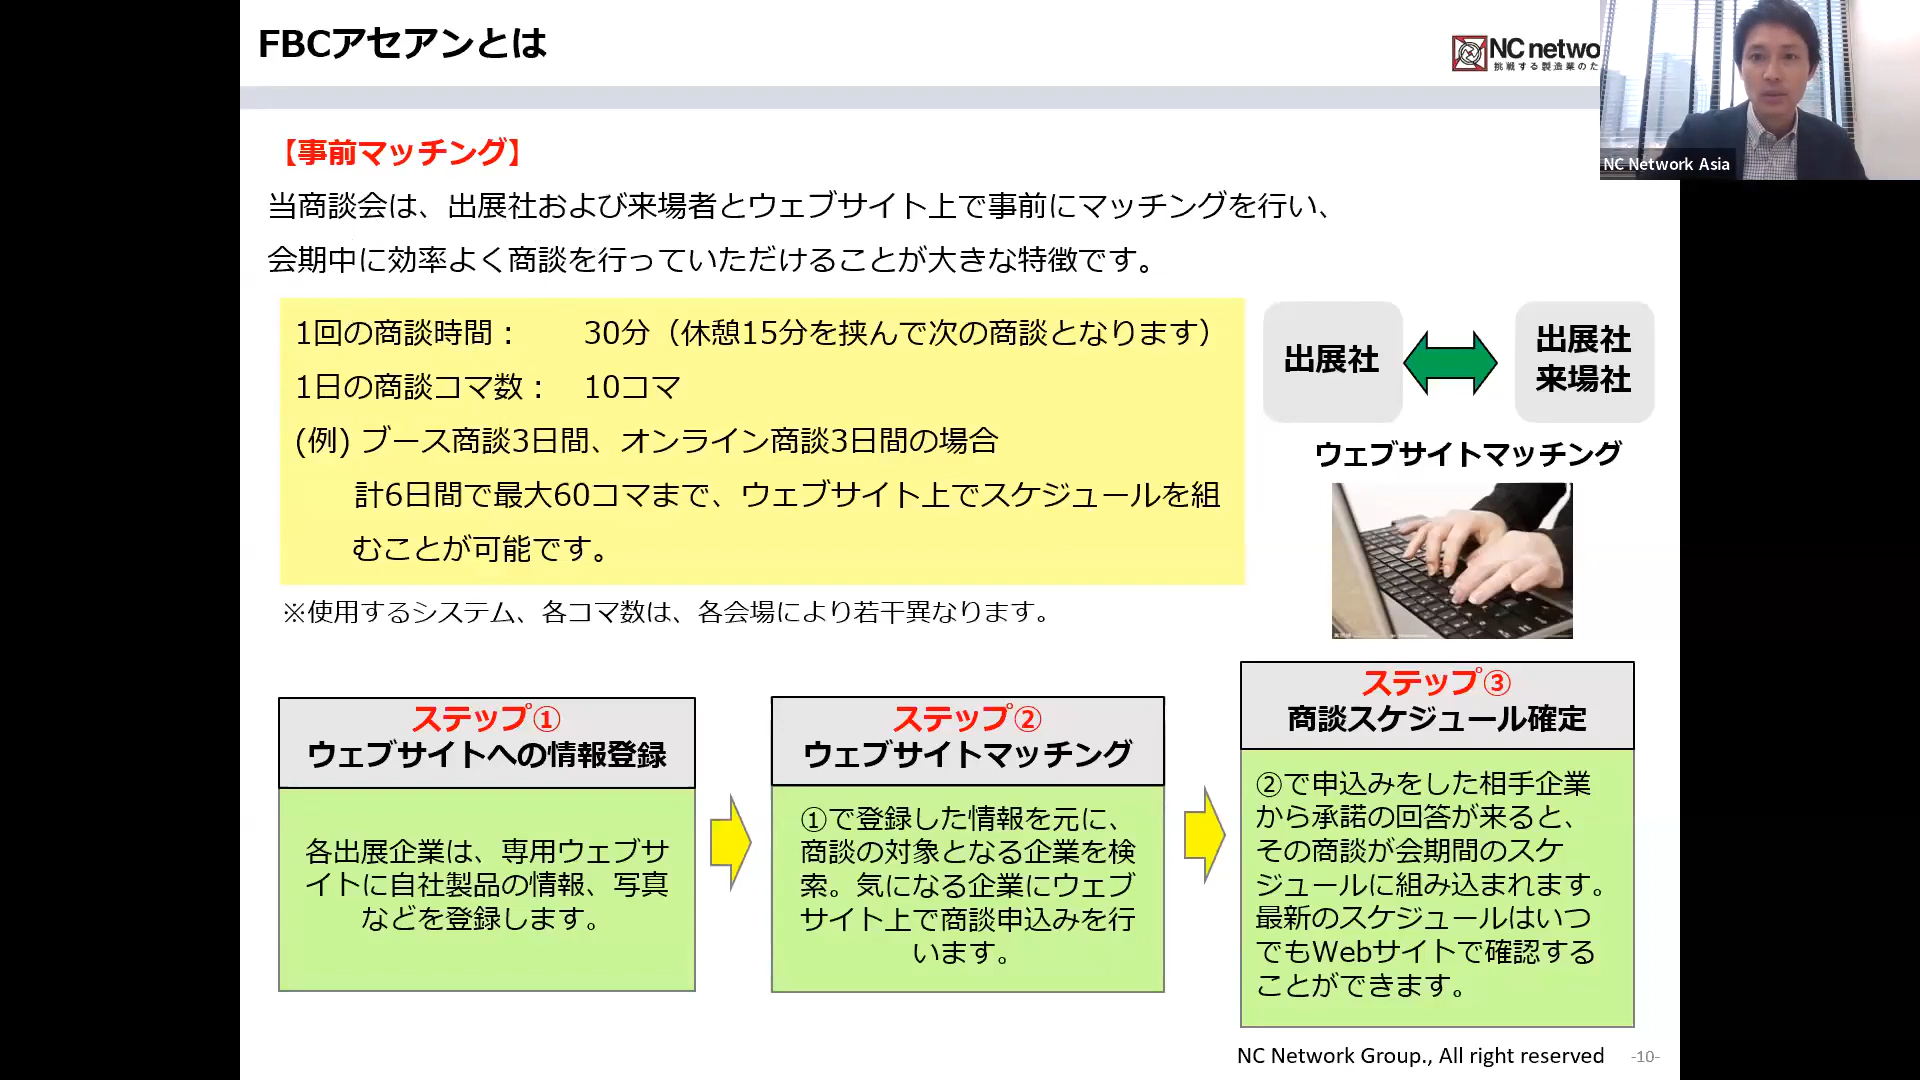 FBCアセアンとは
NC netwo
挑戦する製造業のた
NC Network Asia
【事前マッチング】
当商談会は、出展社および来場者とウェブサイト上で事前にマッチングを行い、
会期中に効率よく商談を行っていただけることが大きな特徴です。
1回の商談時間： 30分（休憩15分を挟んで次の商談となります）
1日の商談コマ数： 10コマ
(例) ブース商談3日間、オンライン商談3日間の場合
計6日間で最大60コマまで、ウェブサイト上でスケジュールを組
むことが可能です。
※使用するシステム、各コマ数は、各会場により若干異なります。
出展社
出展社
来場社
ウェブサイトマッチング
ステップ①
ウェブサイトへの情報登録
各出展企業は、専用ウェブサ
イトに自社製品の情報、写真
などを登録します。
ステップ②
ウェブサイトマッチング
①で登録した情報を元に、
商談の対象となる企業を検
索。気になる企業にウェブ
サイト上で商談申込みを行
います。
ステップ③
商談スケジュール確定
②で申込みをした相手企業
から承諾の回答が来ると、
その商談が会期間のスケ
ジュールに組み込まれます。
最新のスケジュールはいつ
でもWebサイトで確認する
ことができます。
NC Network Group., All right reserved
-10-